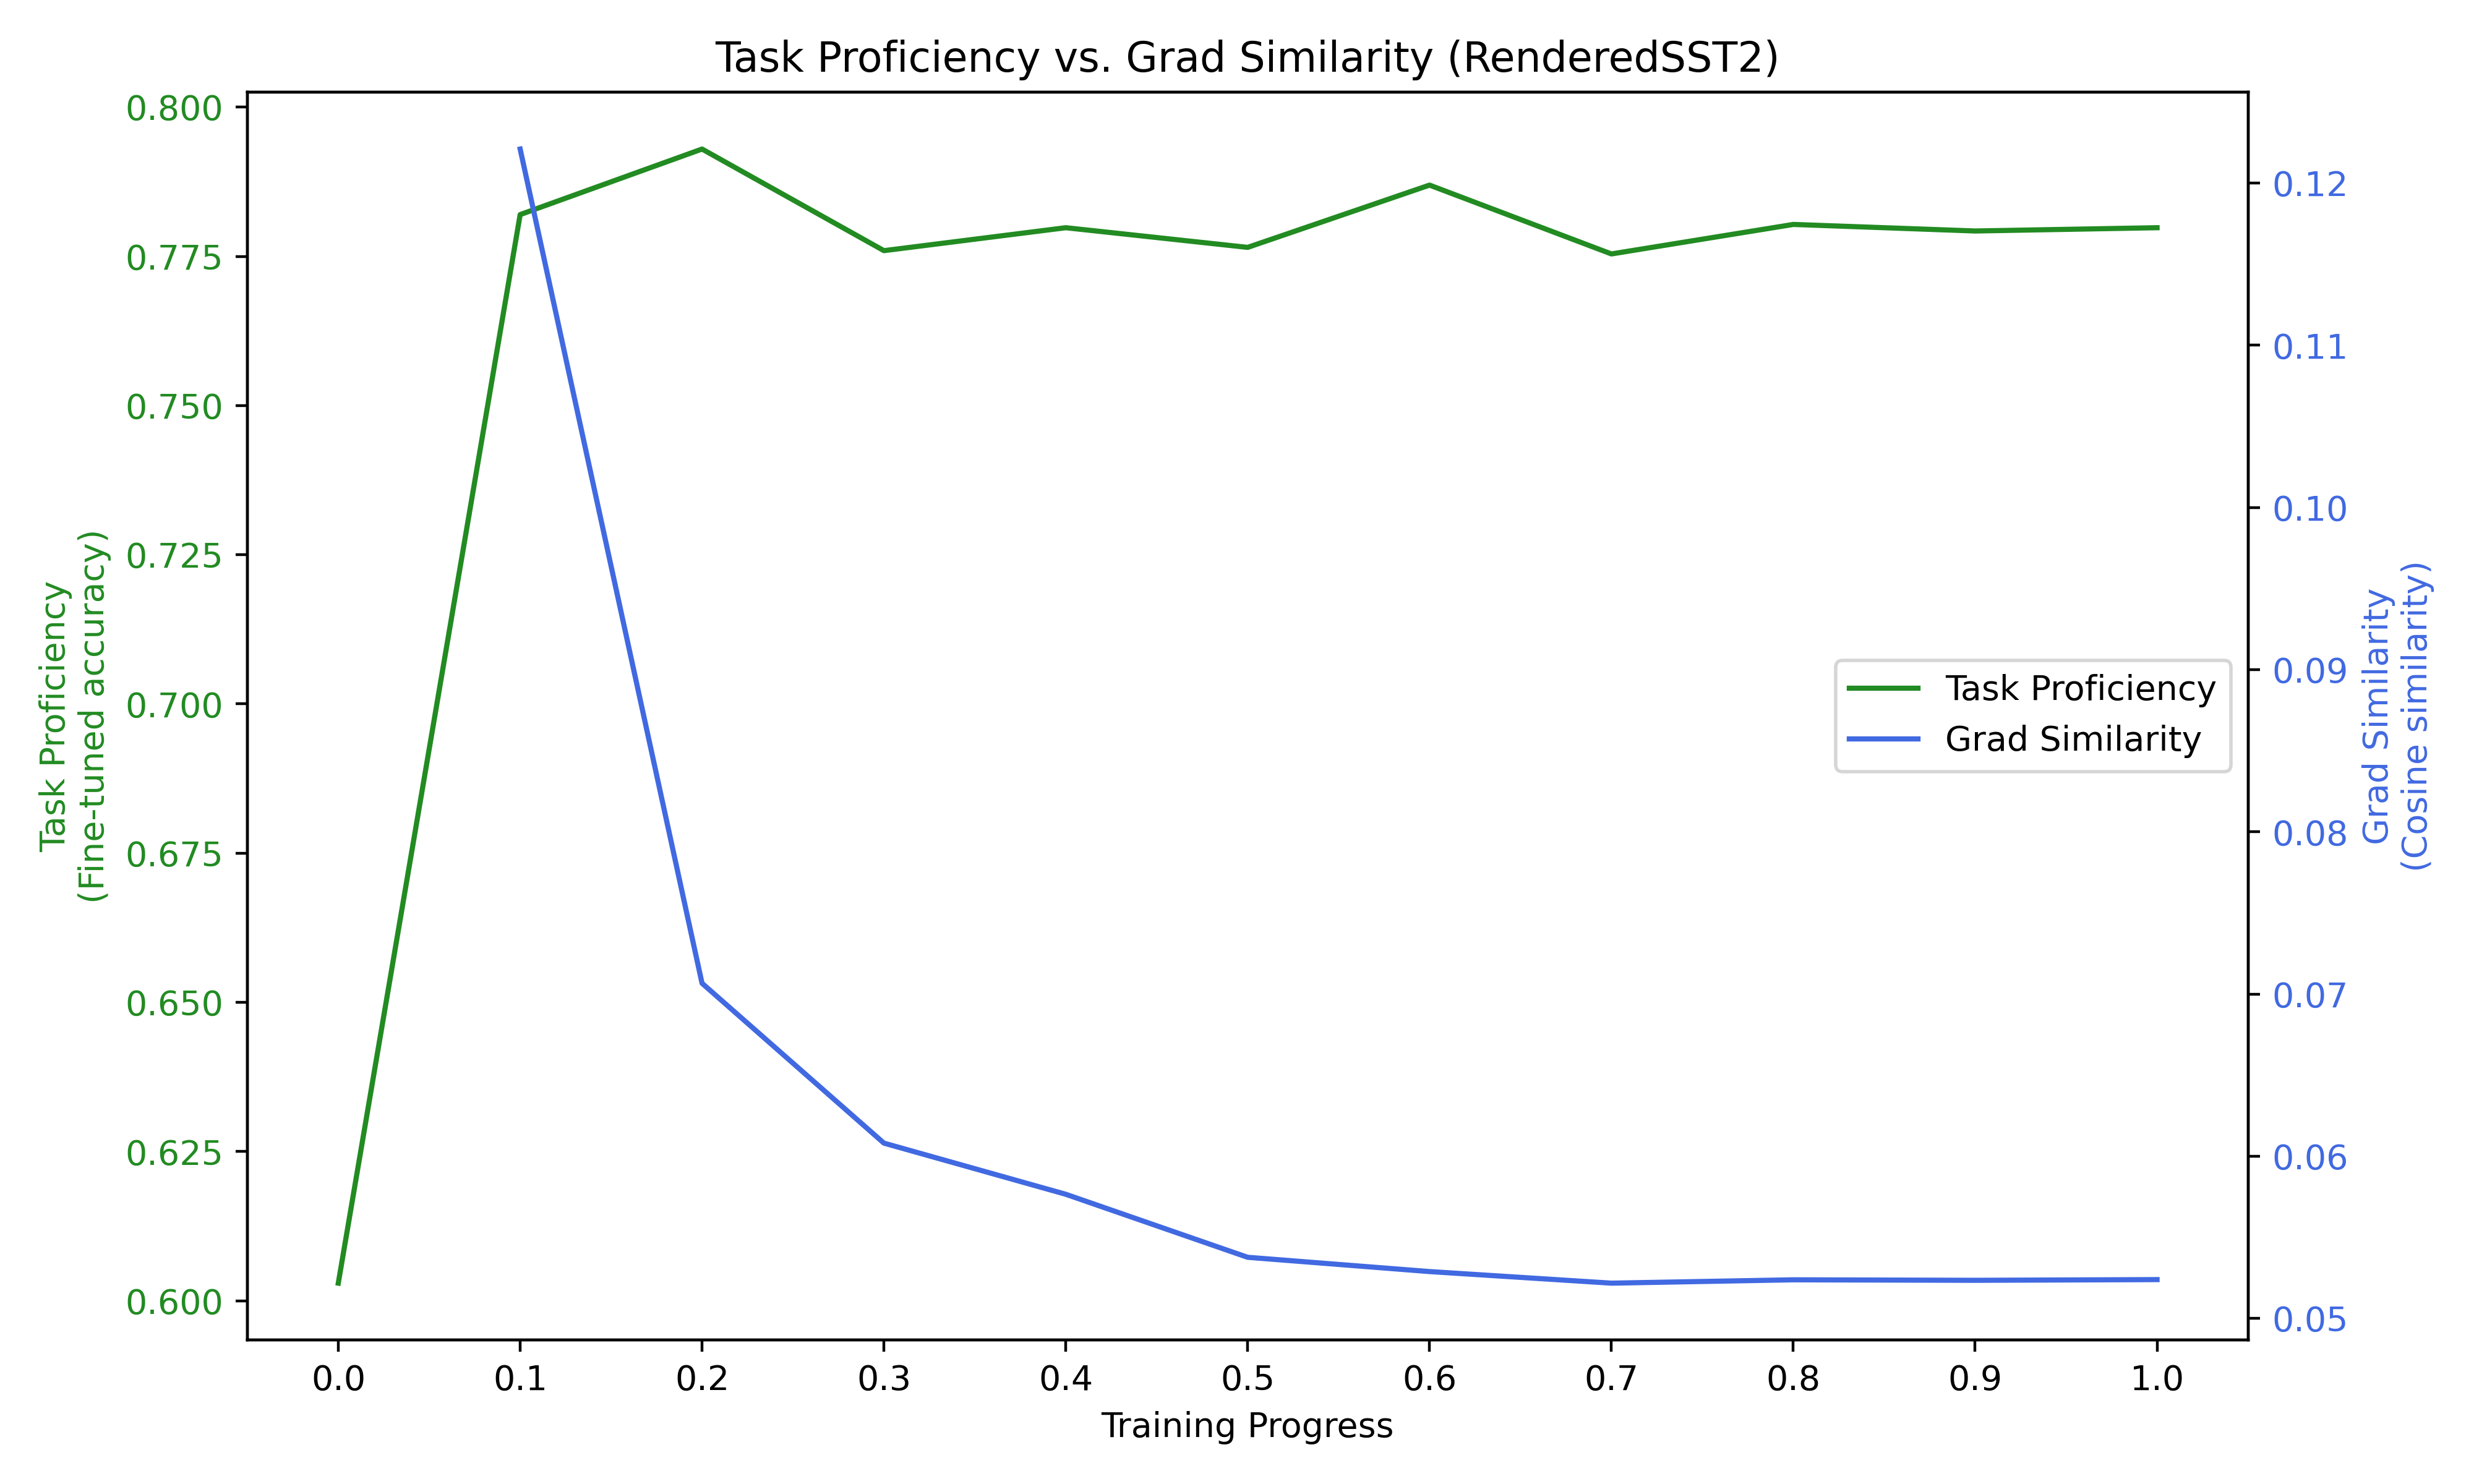 Task Proficiency vs. Grad Similarity (RenderedSST2)
0.800
0.775
0.750
0.725
0.700
0.675
0.650
0.625
0.600
Task Proficiency
(Fine-tuned accuracy)
0.12
0.11
0.10
0.09
0.08
0.07
0.06
0.05
Grad Similarity
(Cosine similarity)
Task Proficiency
Grad Similarity
0.0 0.1 0.2 0.3 0.4 0.5 0.6 0.7 0.8 0.9 1.0
Training Progress